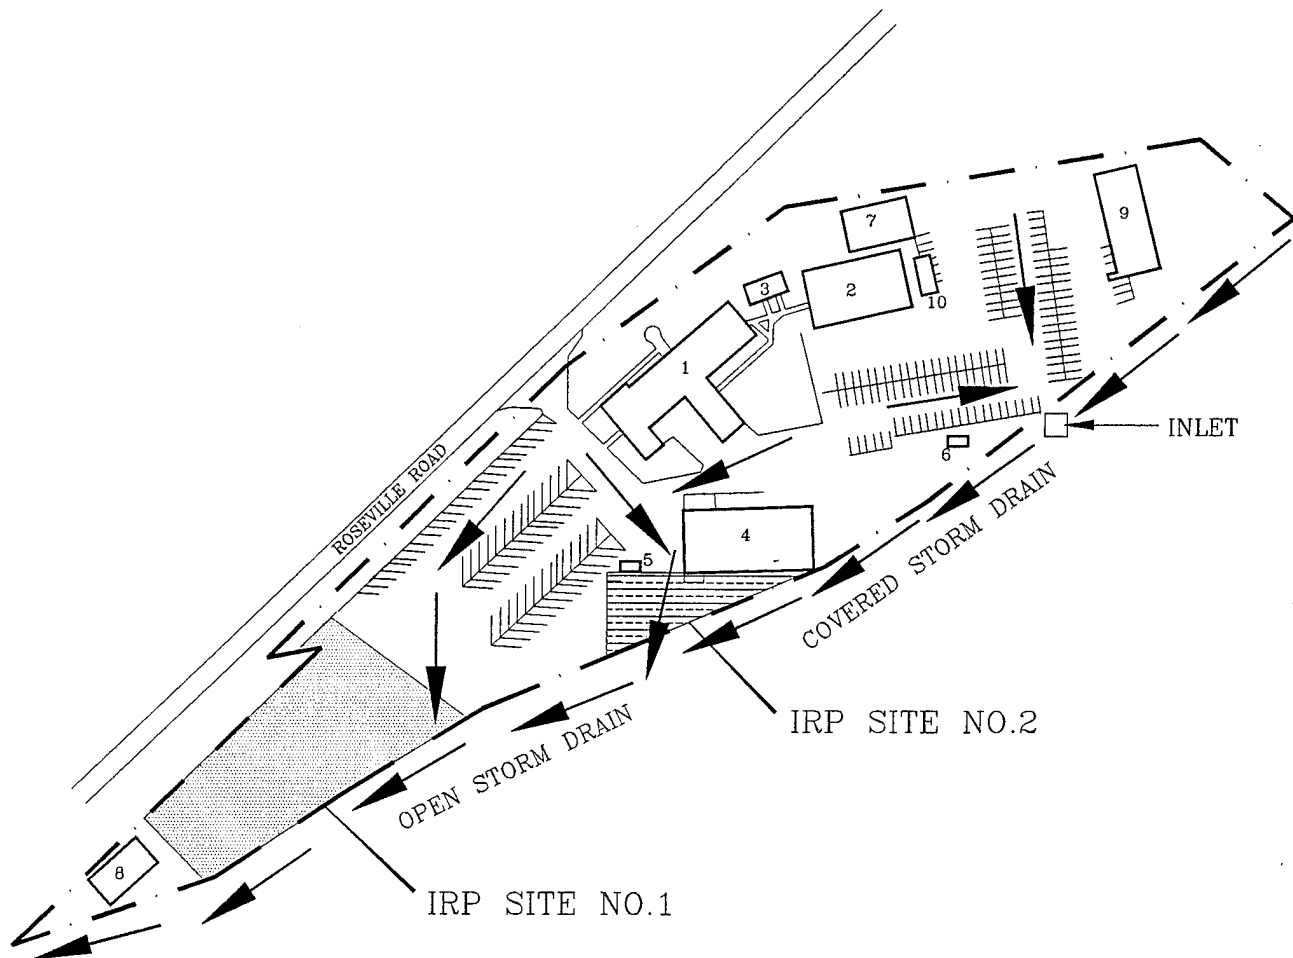 7
9
3
2
10
1
INLET
6
ROSEVILLE ROAD
4
5
COVERED STORM DRAIN
IRP SITE NO.2
OPEN STORM DRAIN
8
IRP SITE NO.1